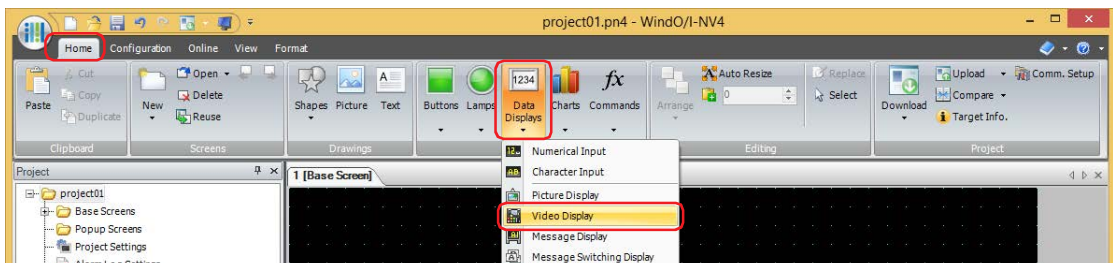 project01.pn4 - WindO/I-NV4
Home Configuration Online View Format
Cut
Copy
Duplicate
Paste
Clipboard
New
Open
Delete
Reuse
Screens
Shapes Picture Text
Drawings
Buttons Lamps Data Displays Charts Commands
1234
Arrange
Auto Resize
0
Replace
Select
Editing
Download
Upload
Compare
Target Info.
Comm. Setup
Project
Project
1 [Base Screen]
project01
Base Screens
Popup Screens
Project Settings
Alarm Log Settings
Numerical Input
Character Input
Picture Display
Video Display
Message Display
Message Switching Display